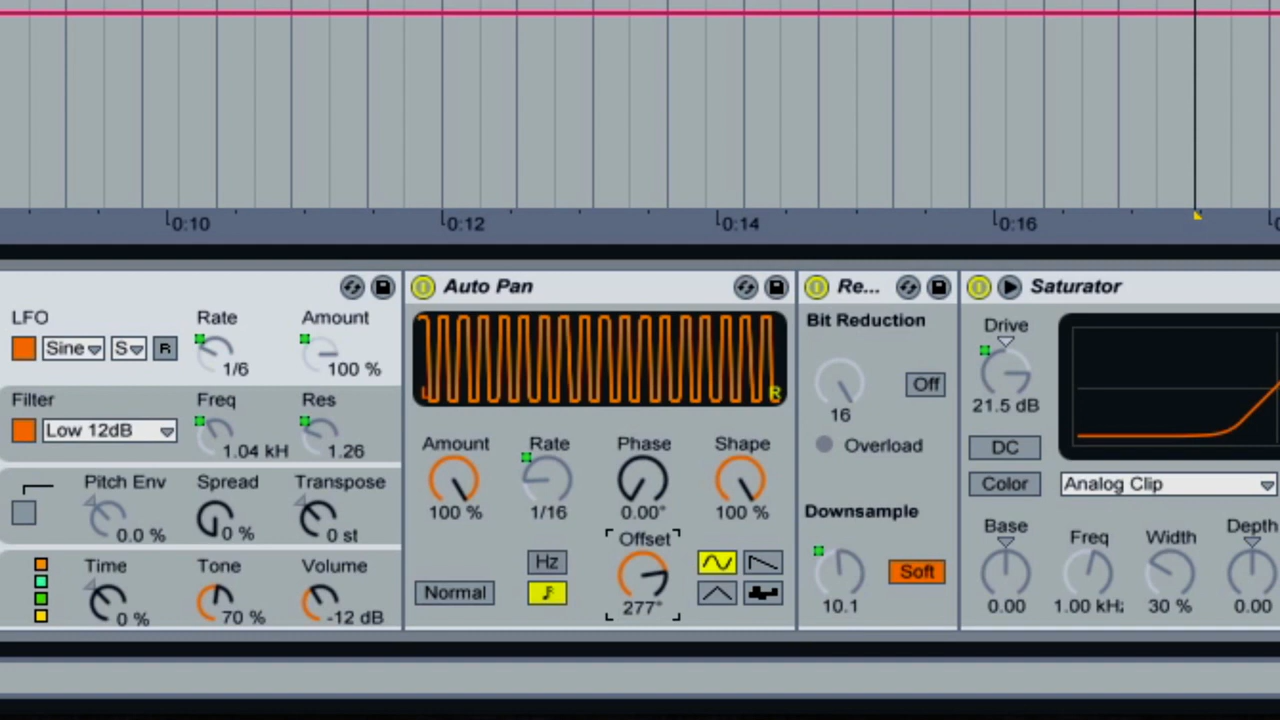 0:10 0:12 0:14 0:16
Auto Pan Re... Saturator
LFO Rate Amount
Sine S R 1/6 100 %
Filter Freq Res
Low 12dB 1.04 kH 1.26
Pitch Env Spread Transpose
0.0 % 0 % 0 st
Time Tone Volume
0 % 70 % -12 dB
L R
Amount Rate Phase Shape
100 % 1/16 0.00° 100 %
Offset
Hz
Normal 277°
Bit Reduction
Off
16
Overload
Downsample
Soft
10.1
Drive
21.5 dB
DC
Color Analog Clip
Base Freq Width Depth
0.00 1.00 kHz 30 % 0.00